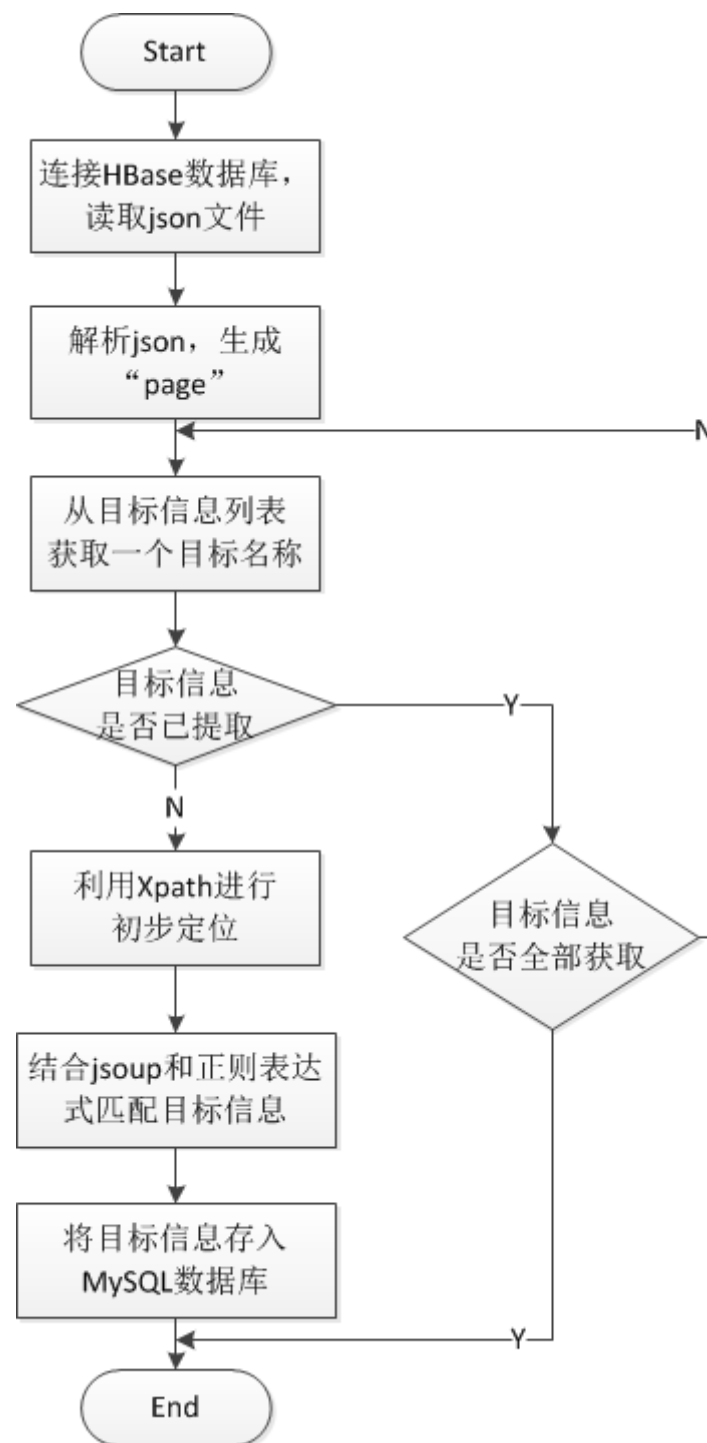 Start
连接HBase数据库，
读取json文件
解析json，生成
“page”
N
从目标信息列表
获取一个目标名称
目标信息
是否已提取
Y
N
利用Xpath进行
初步定位
目标信息
是否全部获取
结合jsoup和正则表达
式匹配目标信息
将目标信息存入
MySQL数据库
Y
End